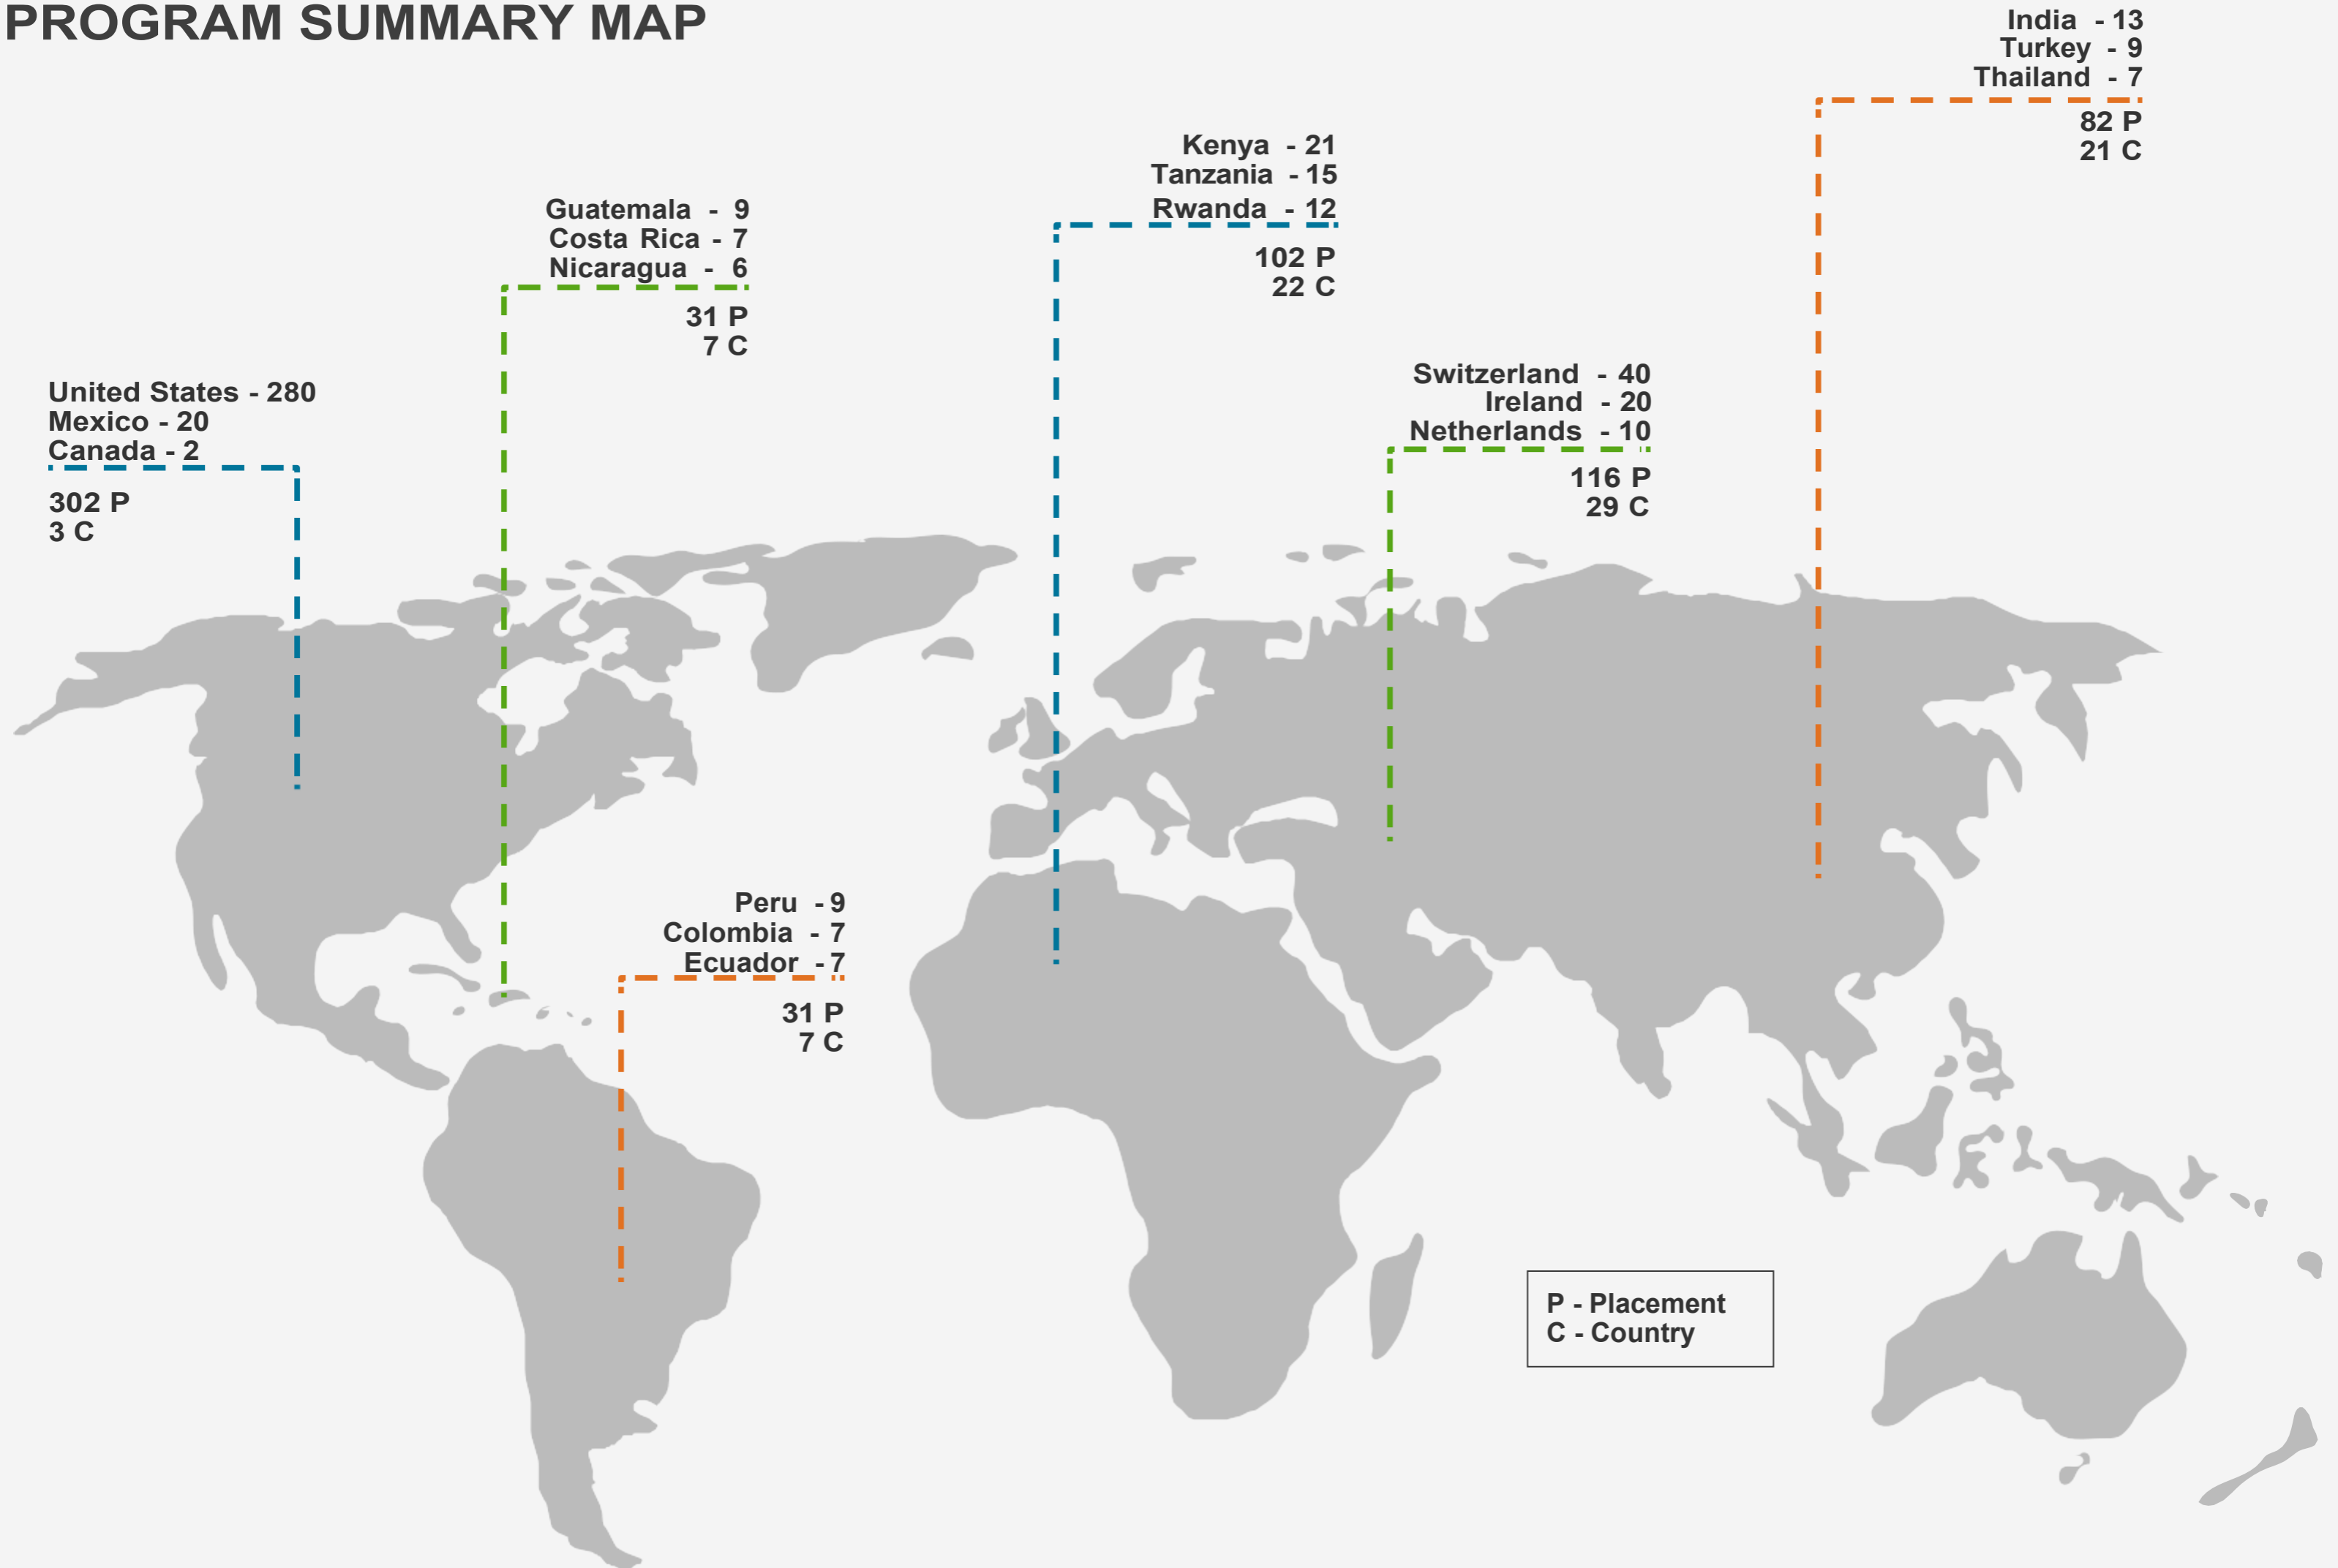 PROGRAM SUMMARY MAP
India - 13
Turkey - 9
Thailand - 7
82 P
21 C
Kenya - 21
Tanzania - 15
Rwanda - 12
102 P
22 C
Guatemala - 9
Costa Rica - 7
Nicaragua - 6
31 P
7 C
Switzerland - 40
Ireland - 20
Netherlands - 10
116 P
29 C
United States - 280
Mexico - 20
Canada - 2
302 P
3 C
Peru - 9
Colombia - 7
Ecuador - 7
31 P
7 C
P - Placement
C - Country